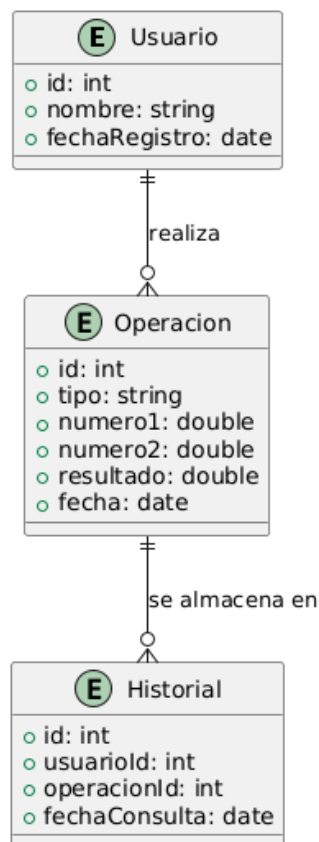 E Usuario
id: int
nombre: string
fechaRegistro: date
realiza
E Operacion
id: int
tipo: string
numero1: double
numero2: double
resultado: double
fecha: date
se almacena en
E Historial
id: int
usuarioId: int
operacionId: int
fechaConsulta: date